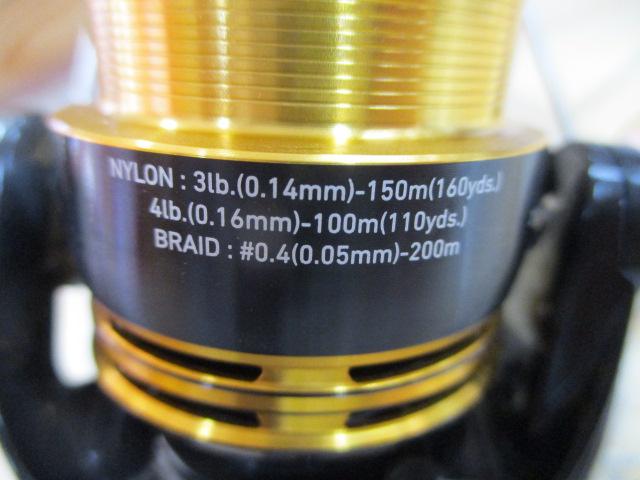 NYLON : 3lb.(0.14mm)-150m(160yds.)
4lb.(0.16mm)-100m(110yds.)
BRAID : #0.4(0.05mm)-200m